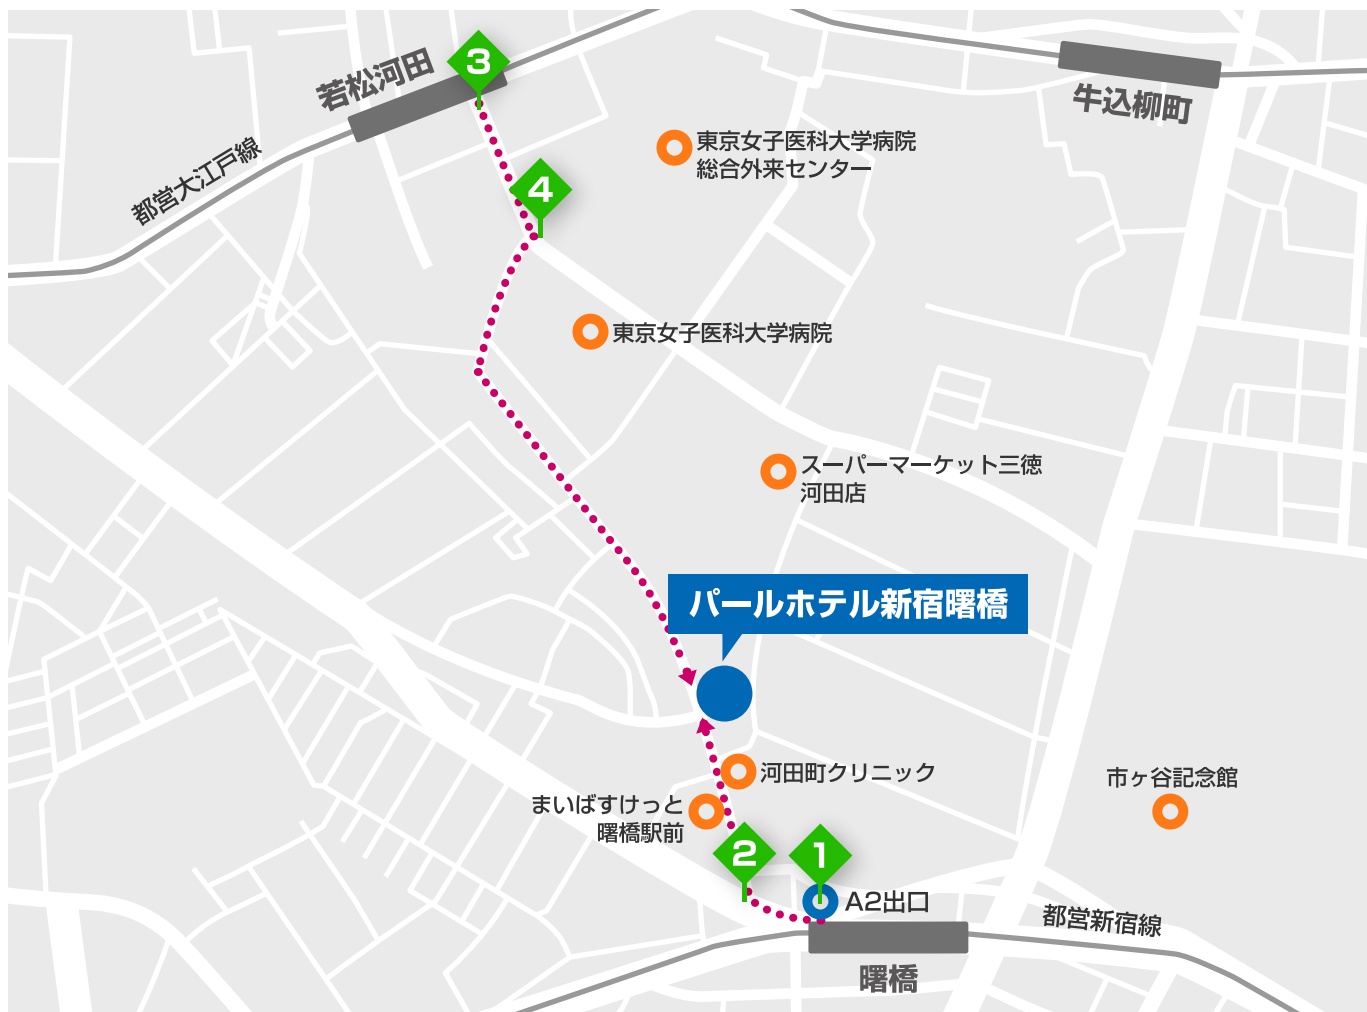 3
若松河田
牛込柳町
東京女子医科大学病院
総合外来センター
都営大江戸線
4
東京女子医科大学病院
スーパーマーケット三徳
河田店
パールホテル新宿曙橋
河田町クリニック
市ヶ谷記念館
まいばすけっと
曙橋駅前
2
1
A2出口
都営新宿線
曙橋